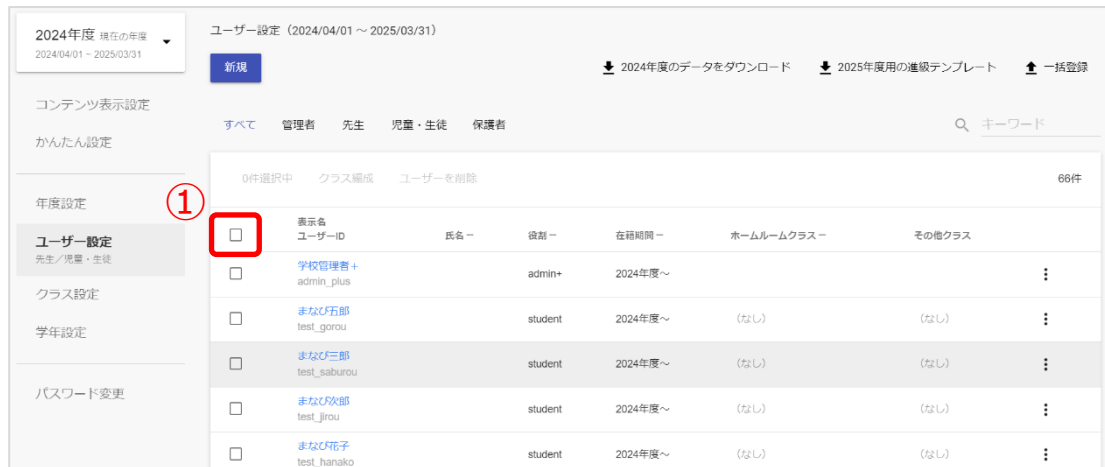 2024年度 現在の年度
2024/04/01 ~ 2025/03/31
コンテンツ表示設定
かんたん設定
年度設定
ユーザー設定
先生／児童・生徒
クラス設定
学年設定
パスワード変更
ユーザー設定（2024/04/01 ～ 2025/03/31）
新規
2024年度のデータをダウンロード 2025年度用の進級テンプレート 一括登録
すべて 管理者 先生 児童・生徒 保護者 キーワード
0件選択中 クラス編成 ユーザーを削除 66件
①
表示名
ユーザーID 氏名 － 役割 － 在籍期間 － ホームルームクラス － その他クラス
学校管理者＋
admin_plus admin+ 2024年度～
まなび五郎
test_gorou student 2024年度～ （なし） （なし）
まなび三郎
test_saburou student 2024年度～ （なし） （なし）
まなび次郎
test_jirou student 2024年度～ （なし） （なし）
まなび花子
test_hanako student 2024年度～ （なし） （なし）